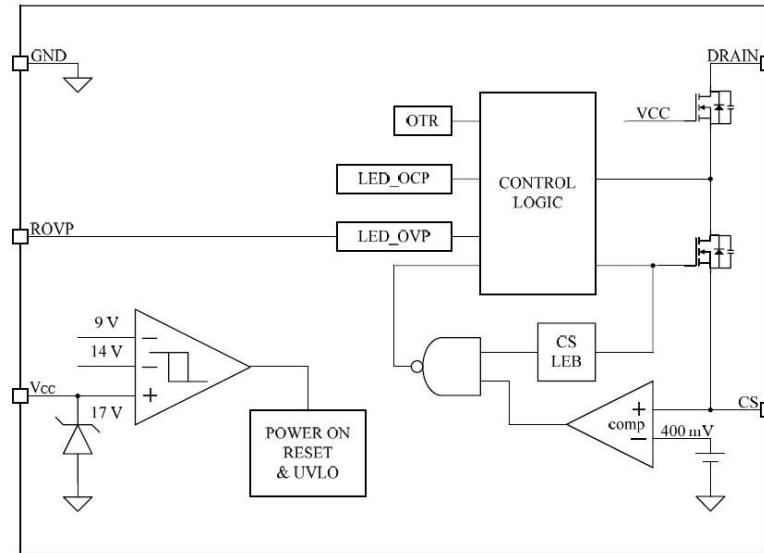 GND
DRAIN
OTR
VCC
LED_OCP
CONTROL
LOGIC
ROVP
LED_OVP
9 V
14 V
Vcc
17 V
CS
LEB
POWER ON
RESET
& UVLO
comp
CS
400 mV